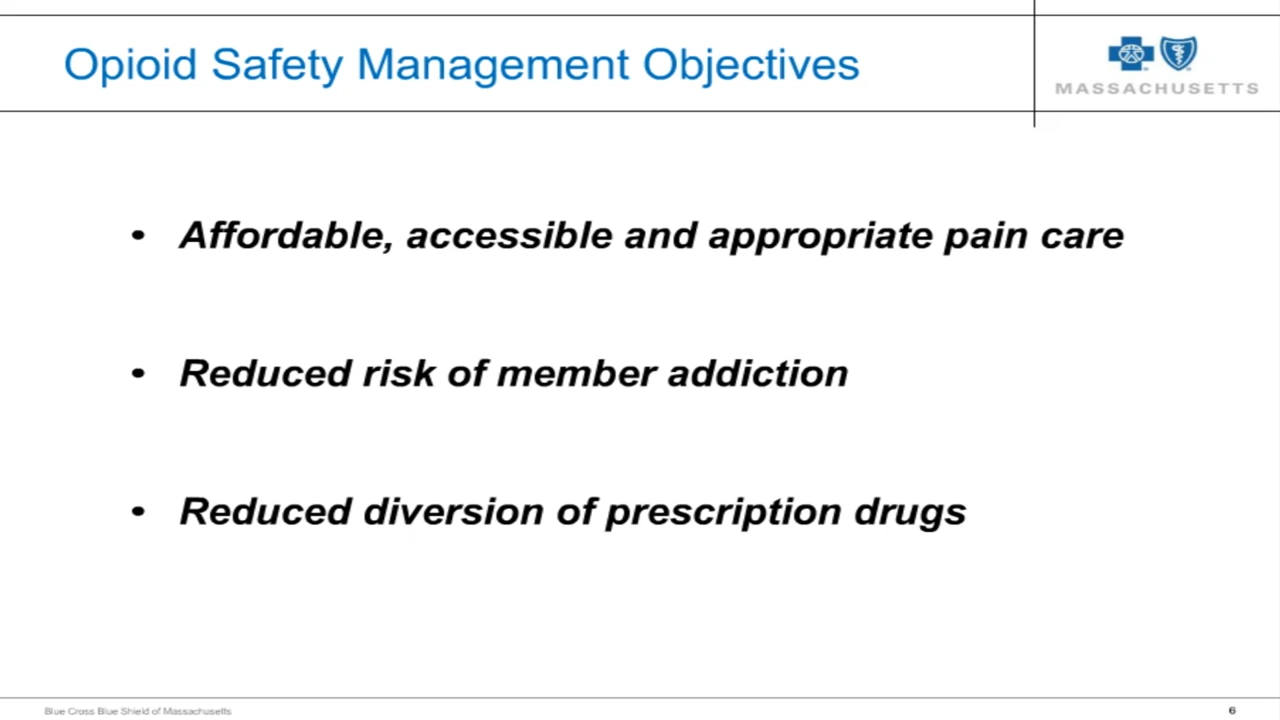 Opioid Safety Management Objectives
MASSACHUSETTS
• Affordable, accessible and appropriate pain care
• Reduced risk of member addiction
• Reduced diversion of prescription drugs
Blue Cross Blue Shield of Massachusetts
6